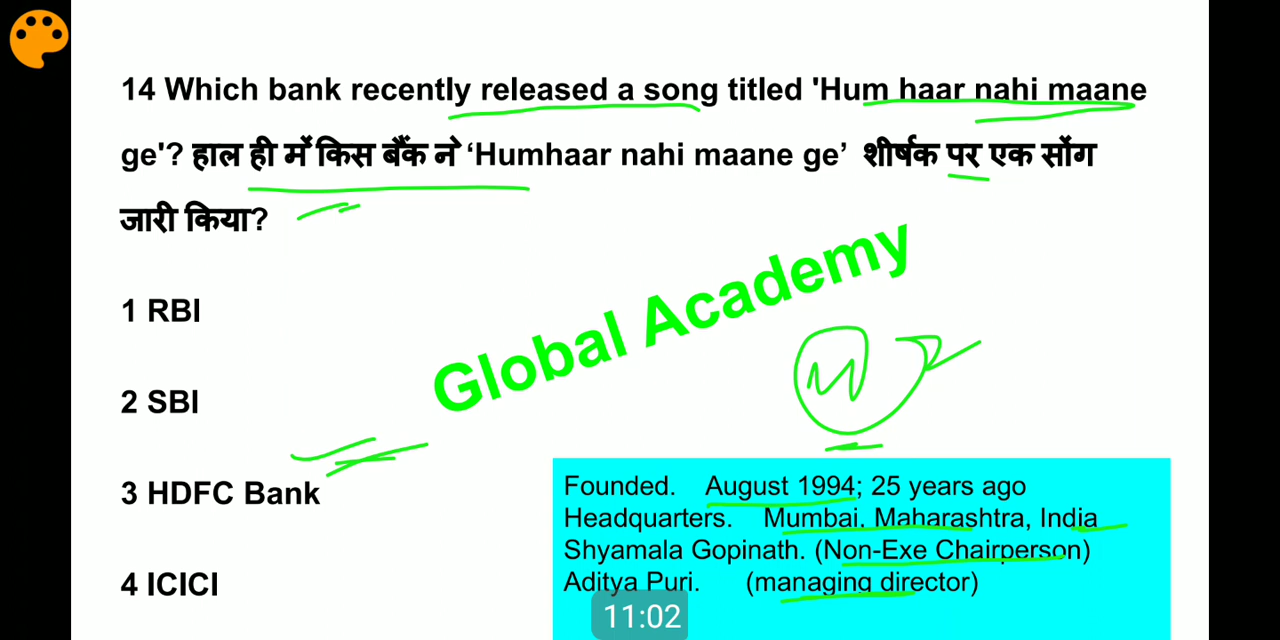 14 Which bank recently released a song titled 'Hum haar nahi maane
ge'? हाल ही में किस बैंक ने ‘Humhaar nahi maane ge’ शीर्षक पर एक सोंग
जारी किया?
1 RBI
Global Academy
2 SBI
3 HDFC Bank
4 ICICI
Founded. August 1994; 25 years ago
Headquarters. Mumbai, Maharashtra, India
Shyamala Gopinath. (Non-Exe Chairperson)
Aditya Puri. (managing director)
11:02